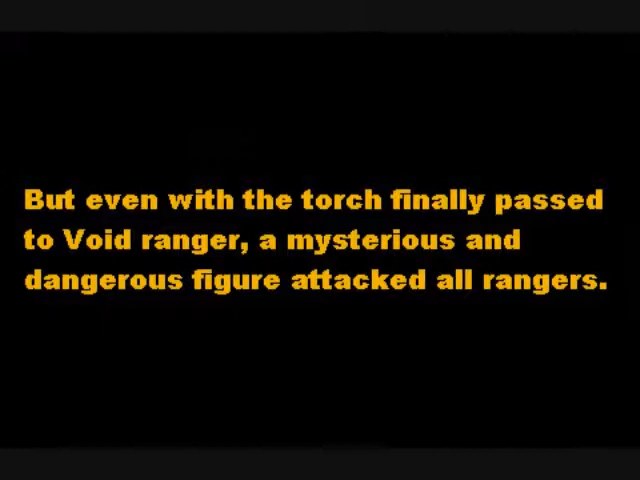 But even with the torch finally passed
to Void ranger, a mysterious and
dangerous figure attacked all rangers.